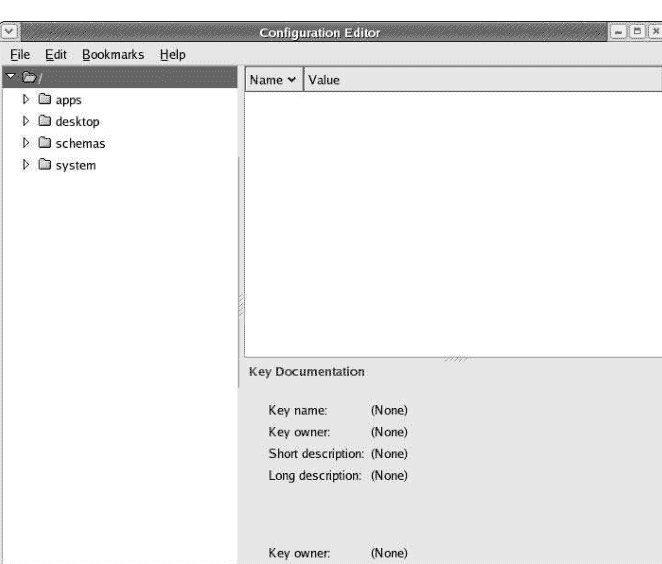 Configuration Editor
File Edit Bookmarks Help
/
apps
desktop
schemas
system
Name Value
Key Documentation
Key name: (None)
Key owner: (None)
Short description: (None)
Long description: (None)
Key owner: (None)